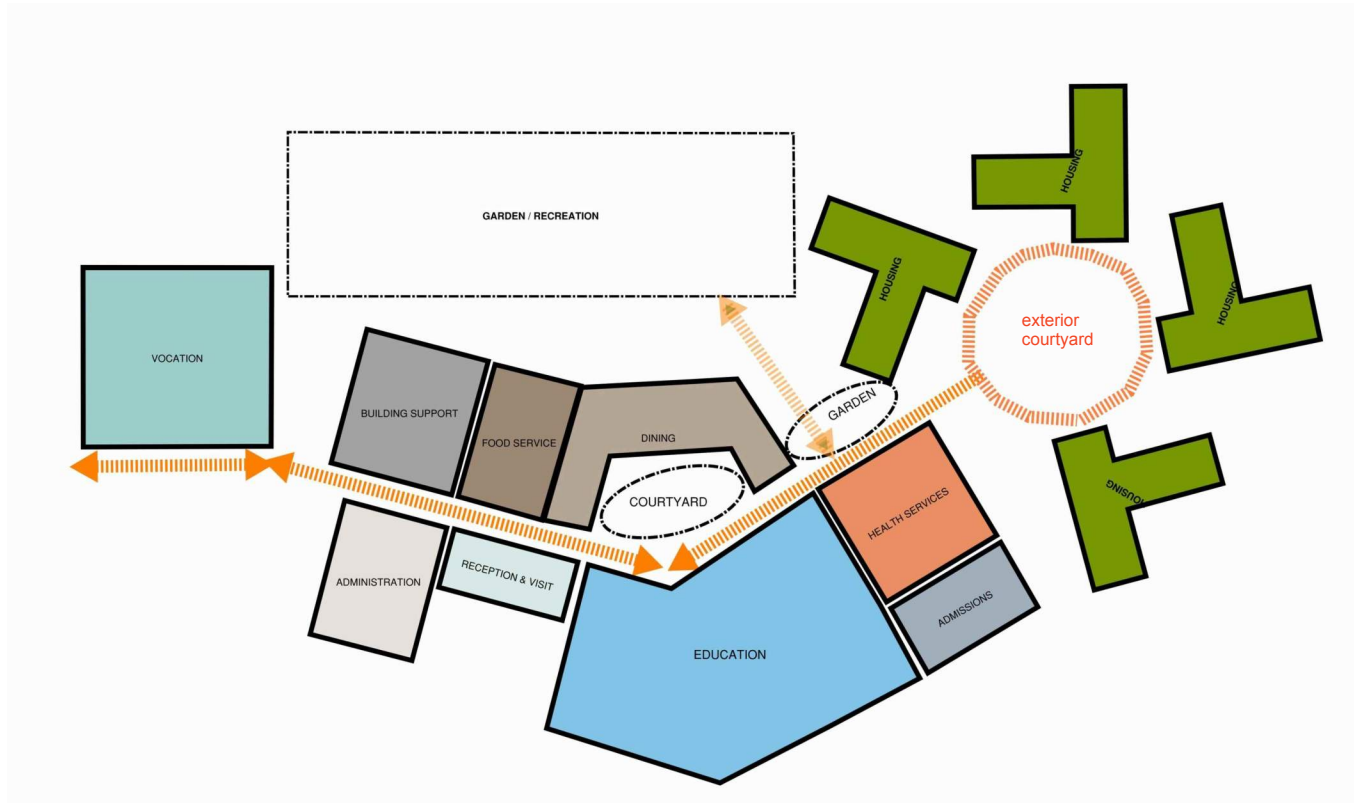 HOUSING
GARDEN / RECREATION
HOUSING
HOUSING
exterior
courtyard
VOCATION
BUILDING SUPPORT
FOOD SERVICE
DINING
GARDEN
COURTYARD
HEALTH SERVICES
HOUSING
ADMINISTRATION
RECEPTION & VISIT
ADMISSIONS
EDUCATION